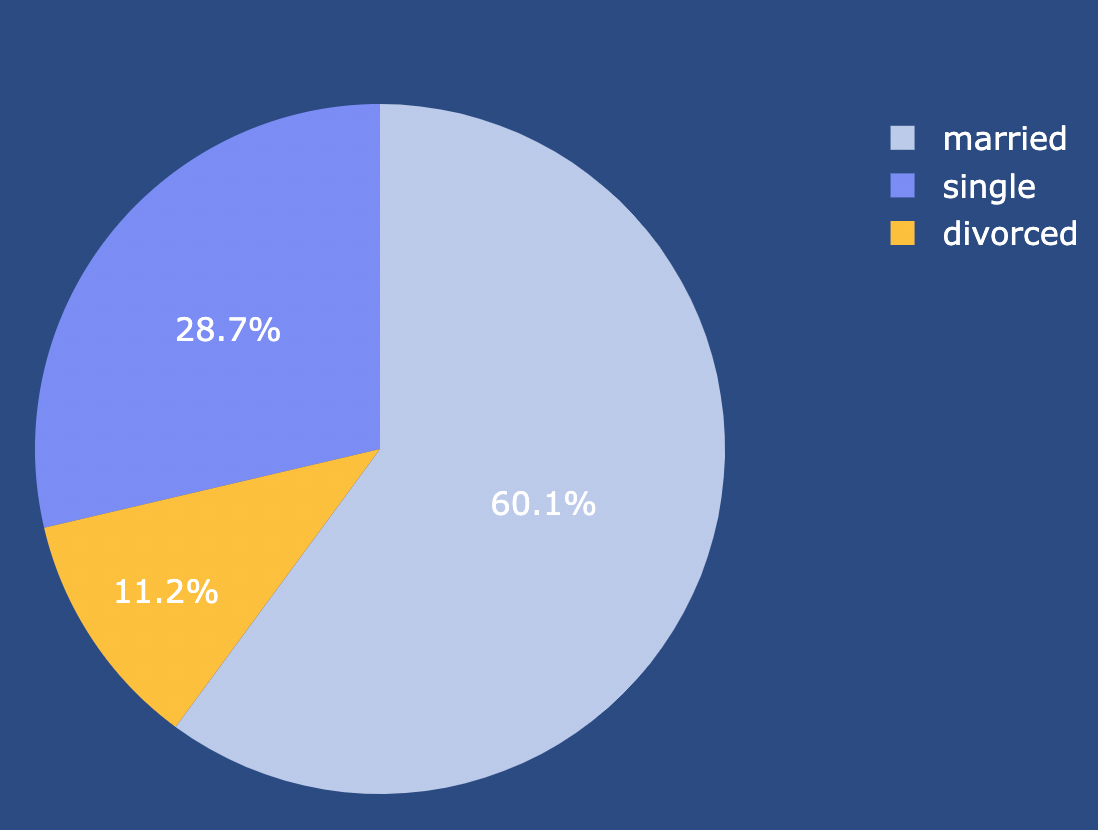 married
single
divorced
28.7%
60.1%
11.2%